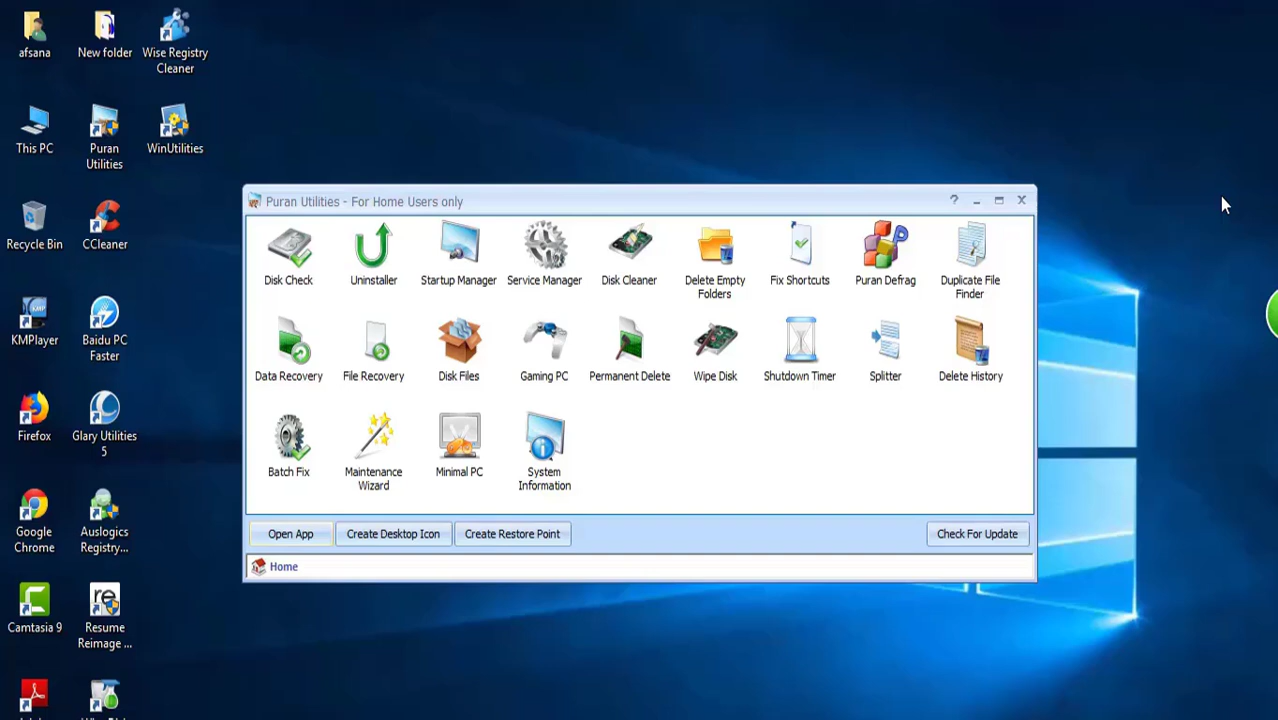 afsana
New folder
Wise Registry
Cleaner
This PC
Puran
Utilities
WinUtilities
Recycle Bin
CCleaner
KMPlayer
Baidu PC
Faster
Firefox
Glary Utilities
5
Google
Chrome
Auslogics
Registry...
Camtasia 9
Resume
Reimage ...
Puran Utilities - For Home Users only
Disk Check
Uninstaller
Startup Manager
Service Manager
Disk Cleaner
Delete Empty
Folders
Fix Shortcuts
Puran Defrag
Duplicate File
Finder
Data Recovery
File Recovery
Disk Files
Gaming PC
Permanent Delete
Wipe Disk
Shutdown Timer
Splitter
Delete History
Batch Fix
Maintenance
Wizard
Minimal PC
System
Information
Open App
Create Desktop Icon
Create Restore Point
Check For Update
Home